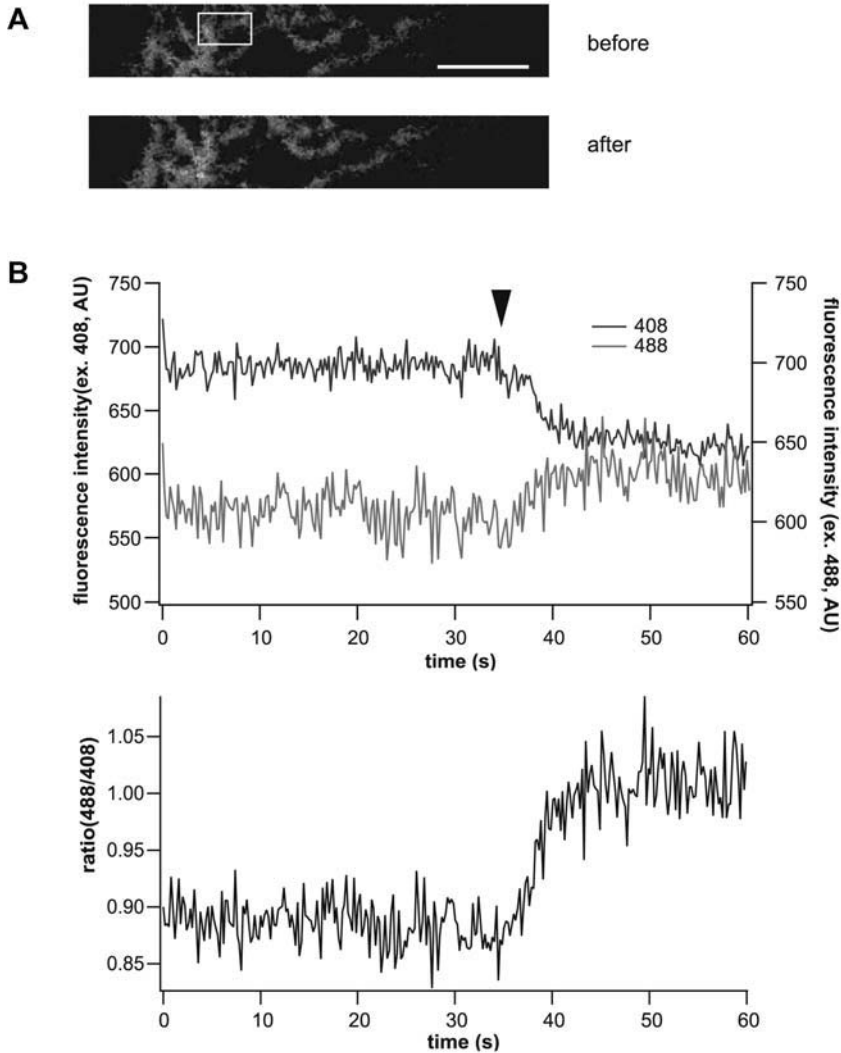 A
before
after
B
fluorescence intensity(ex. 408, AU)
750
700
650
600
550
500
408
488
750
700
650
600
550
fluorescence intensity (ex. 488, AU)
0 10 20 30 40 50 60
time (s)
ratio(488/408)
1.05
1.00
0.95
0.90
0.85
0 10 20 30 40 50 60
time (s)